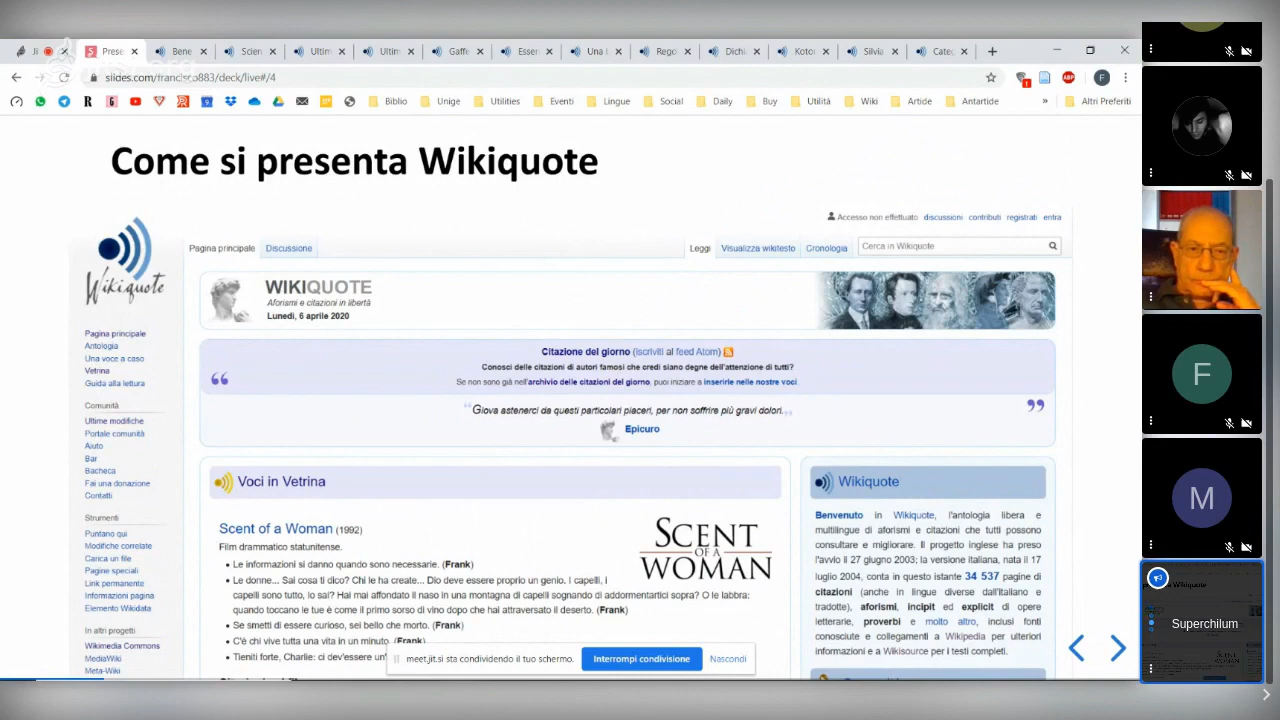 Ji
Prese
Bene
Scien
Ultim
Ultim
Gaffe
Essere
Una l
Rego
Dichi
Koto
Silvia
Categ
slides.com/francisco883/deck/live#/4
F
Biblio
Unige
Utilities
Eventi
Lingue
Social
Daily
Buy
Utilità
Wiki
Artide
Antartide
»
Altri Preferiti
Come si presenta Wikiquote
Accesso non effettuato discussioni contributi registrati entra
Pagina principale Discussione Leggi Visualizza wikitesto Cronologia Cerca in Wikiquote
Wikiquote
WIKIQUOTE
Aforismi e citazioni in libertà
Lunedì, 6 aprile 2020
Citazione del giorno (iscriviti al feed Atom)
Conosci delle citazioni di autori famosi che credi siano degne dell'attenzione di tutti?
Se non sono già nell'archivio delle citazioni del giorno, puoi iniziare a inserirle nelle nostre voci
“Giova astenerci da questi particolari piaceri, per non soffrire più gravi dolori.„
Epicuro
Pagina principale
Antologia
Una voce a caso
Vetrina
Guida alla lettura
Comunità
Ultime modifiche
Portale comunità
Aiuto
Bar
Bacheca
Fai una donazione
Contatti
Strumenti
Puntano qui
Modifiche correlate
Carica un file
Pagine speciali
Link permanente
Informazioni pagina
Elemento Wikidata
In altri progetti
Wikimedia Commons
MediaWiki
Meta-Wiki
Voci in Vetrina
Scent of a Woman (1992)
Film drammatico statunitense.
• Le informazioni si danno quando sono necessarie. (Frank)
• Le donne... Sai cosa ti dico? Chi le ha create... Dio deve essere proprio un genio. I capelli, i
capelli sono tutto, lo sai? Hai mai affondato il naso in una montagna di capelli sognando di addormentartici sopra? O le labbra:
quando toccano le tue è come il primo sorso di vino dopo che hai attraversato il deserto. (Frank)
• Se smetti di essere curioso, sei bello che morto. (Frank)
• C'è chi vive tutta una vita in un minuto. (Frank)
• Tieniti forte, Charlie: ci dev'essere un
SCENT
OF A
WOMAN
Wikiquote
Benvenuto in Wikiquote, l'antologia libera e
multilingue di aforismi e citazioni che tutti possono
consultare e migliorare. Il progetto inglese ha preso
l'avvio il 27 giugno 2003; la versione italiana, nata il 17
luglio 2004, conta in questo istante 34 537 pagine di
citazioni (anche in lingue diverse dall'italiano e
tradotte), aforismi, incipit ed explicit di opere
letterarie, proverbi e molto altro, inclusi fonti
conosciute e collegamenti a Wikipedia per ulteriori
informazioni e a Wikisource per i testi completi.
meet.jit.si sta condividendo il tuo schermo. Interrompi condivisione Nascondi
F
M
Superchilum